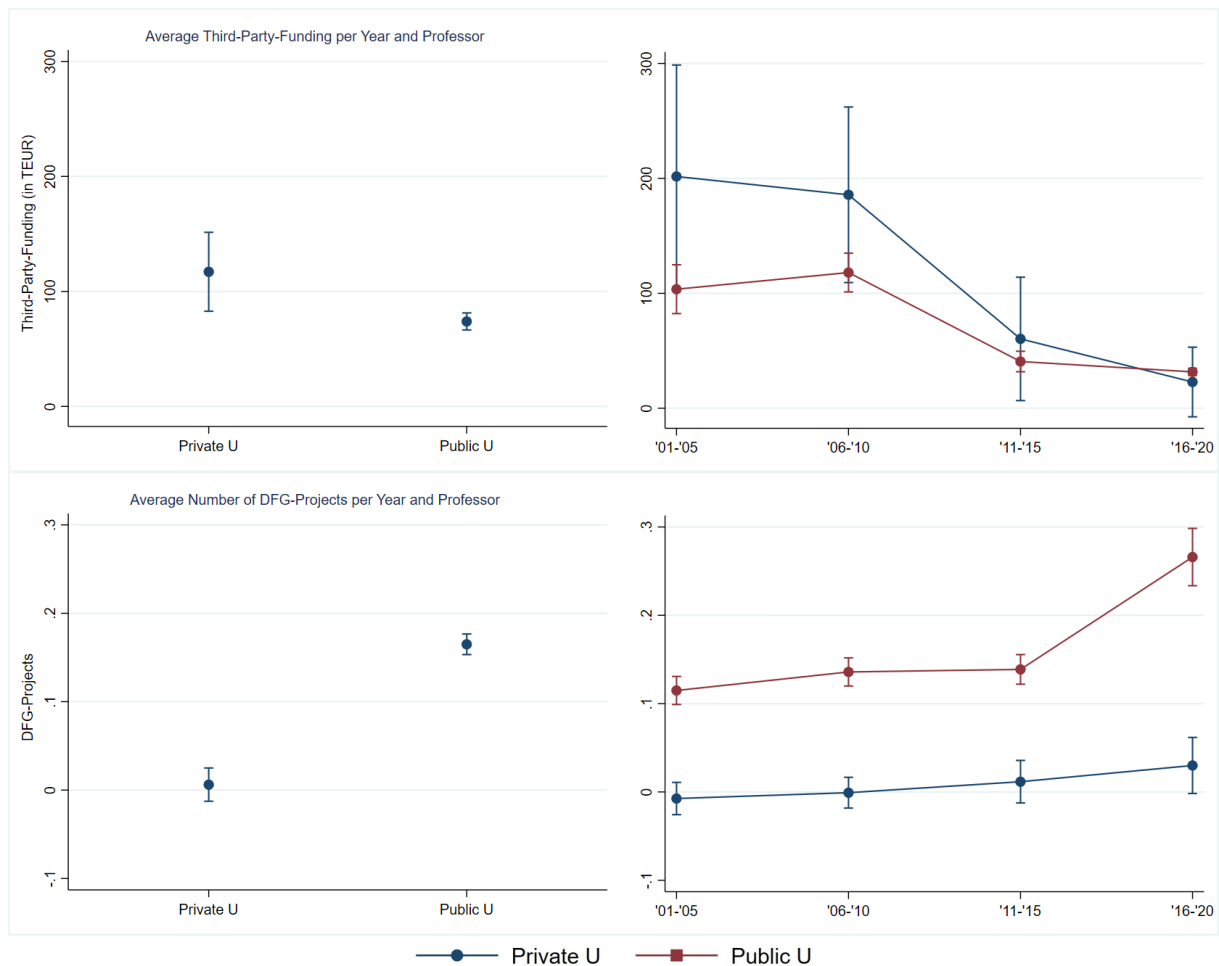 Average Third-Party-Funding per Year and Professor
Third-Party-Funding (in TEUR)
300
200
100
0
Private U
Public U
300
200
100
0
'01-'05
'06-'10
'11-'15
'16-'20
Average Number of DFG-Projects per Year and Professor
DFG-Projects
.3
.2
.1
0
-.1
Private U
Public U
.3
.2
.1
0
-.1
'01-'05
'06-'10
'11-'15
'16-'20
Private U
Public U